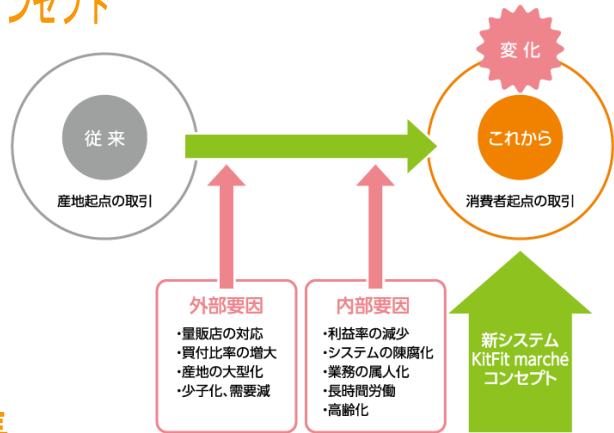 ンセプト
変化
従来
産地起点の取引
これから
消費者起点の取引
外部要因
・量販店の対応
・買付比率の増大
・産地の大型化
・少子化、需要減
内部要因
・利益率の減少
・システムの陳腐化
・業務の属人化
・長時間労働
・高齢化
新システム
KitFit marché
コンセプト